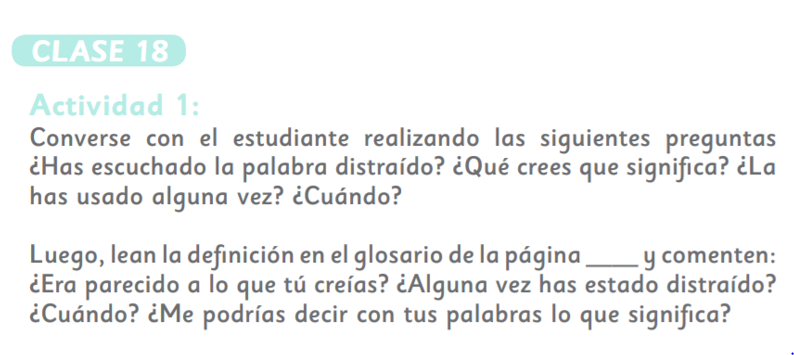 CLASE 18
Actividad 1:
Converse con el estudiante realizando las siguientes preguntas
¿Has escuchado la palabra distraído? ¿Qué crees que significa? ¿La
has usado alguna vez? ¿Cuándo?
Luego, lean la definición en el glosario de la página ____ y comenten:
¿Era parecido a lo que tú creías? ¿Alguna vez has estado distraído?
¿Cuándo? ¿Me podrías decir con tus palabras lo que significa?